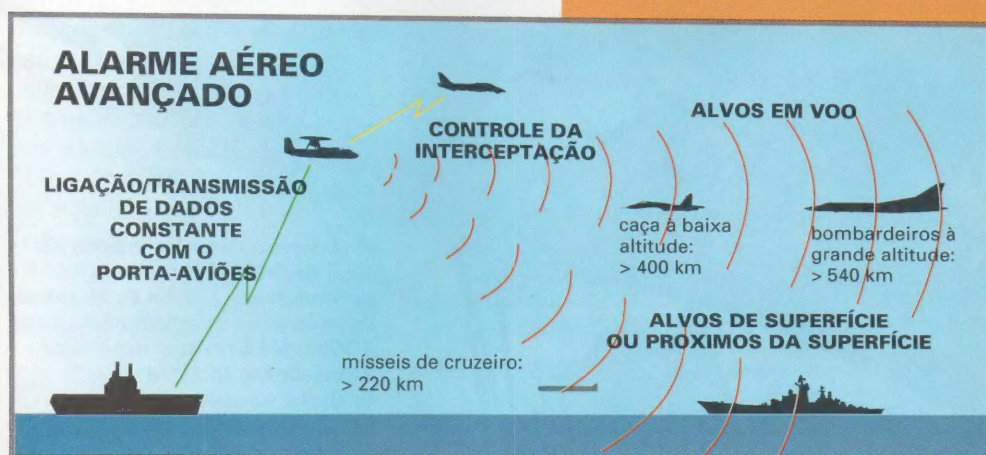 ALARME AÉREO
AVANÇADO
LIGAÇÃO/TRANSMISSÃO
DE DADOS
CONSTANTE
COM O
PORTA-AVIÕES
CONTROLE DA
INTERCEPTAÇÃO
ALVOS EM VOO
caça à baixa
altitude:
> 400 km
bombardeiros à
grande altitude:
> 540 km
ALVOS DE SUPERFÍCIE
OU PROXIMOS DA SUPERFÍCIE
mísseis de cruzeiro:
> 220 km